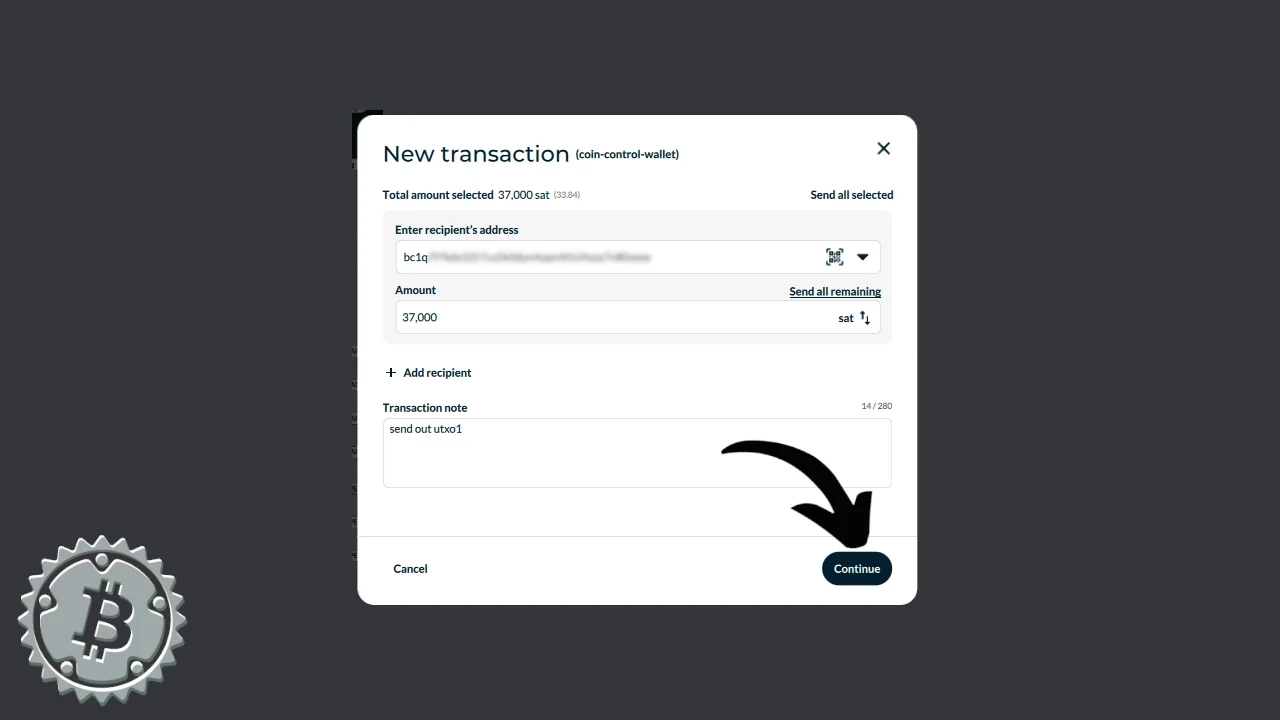 New transaction (coin-control-wallet)
Total amount selected 37,000 sat (33.84)
Send all selected
Enter recipient's address
bc1q
Amount
Send all remaining
37,000
sat
Add recipient
Transaction note
14 / 280
send out utxo1
Cancel
Continue